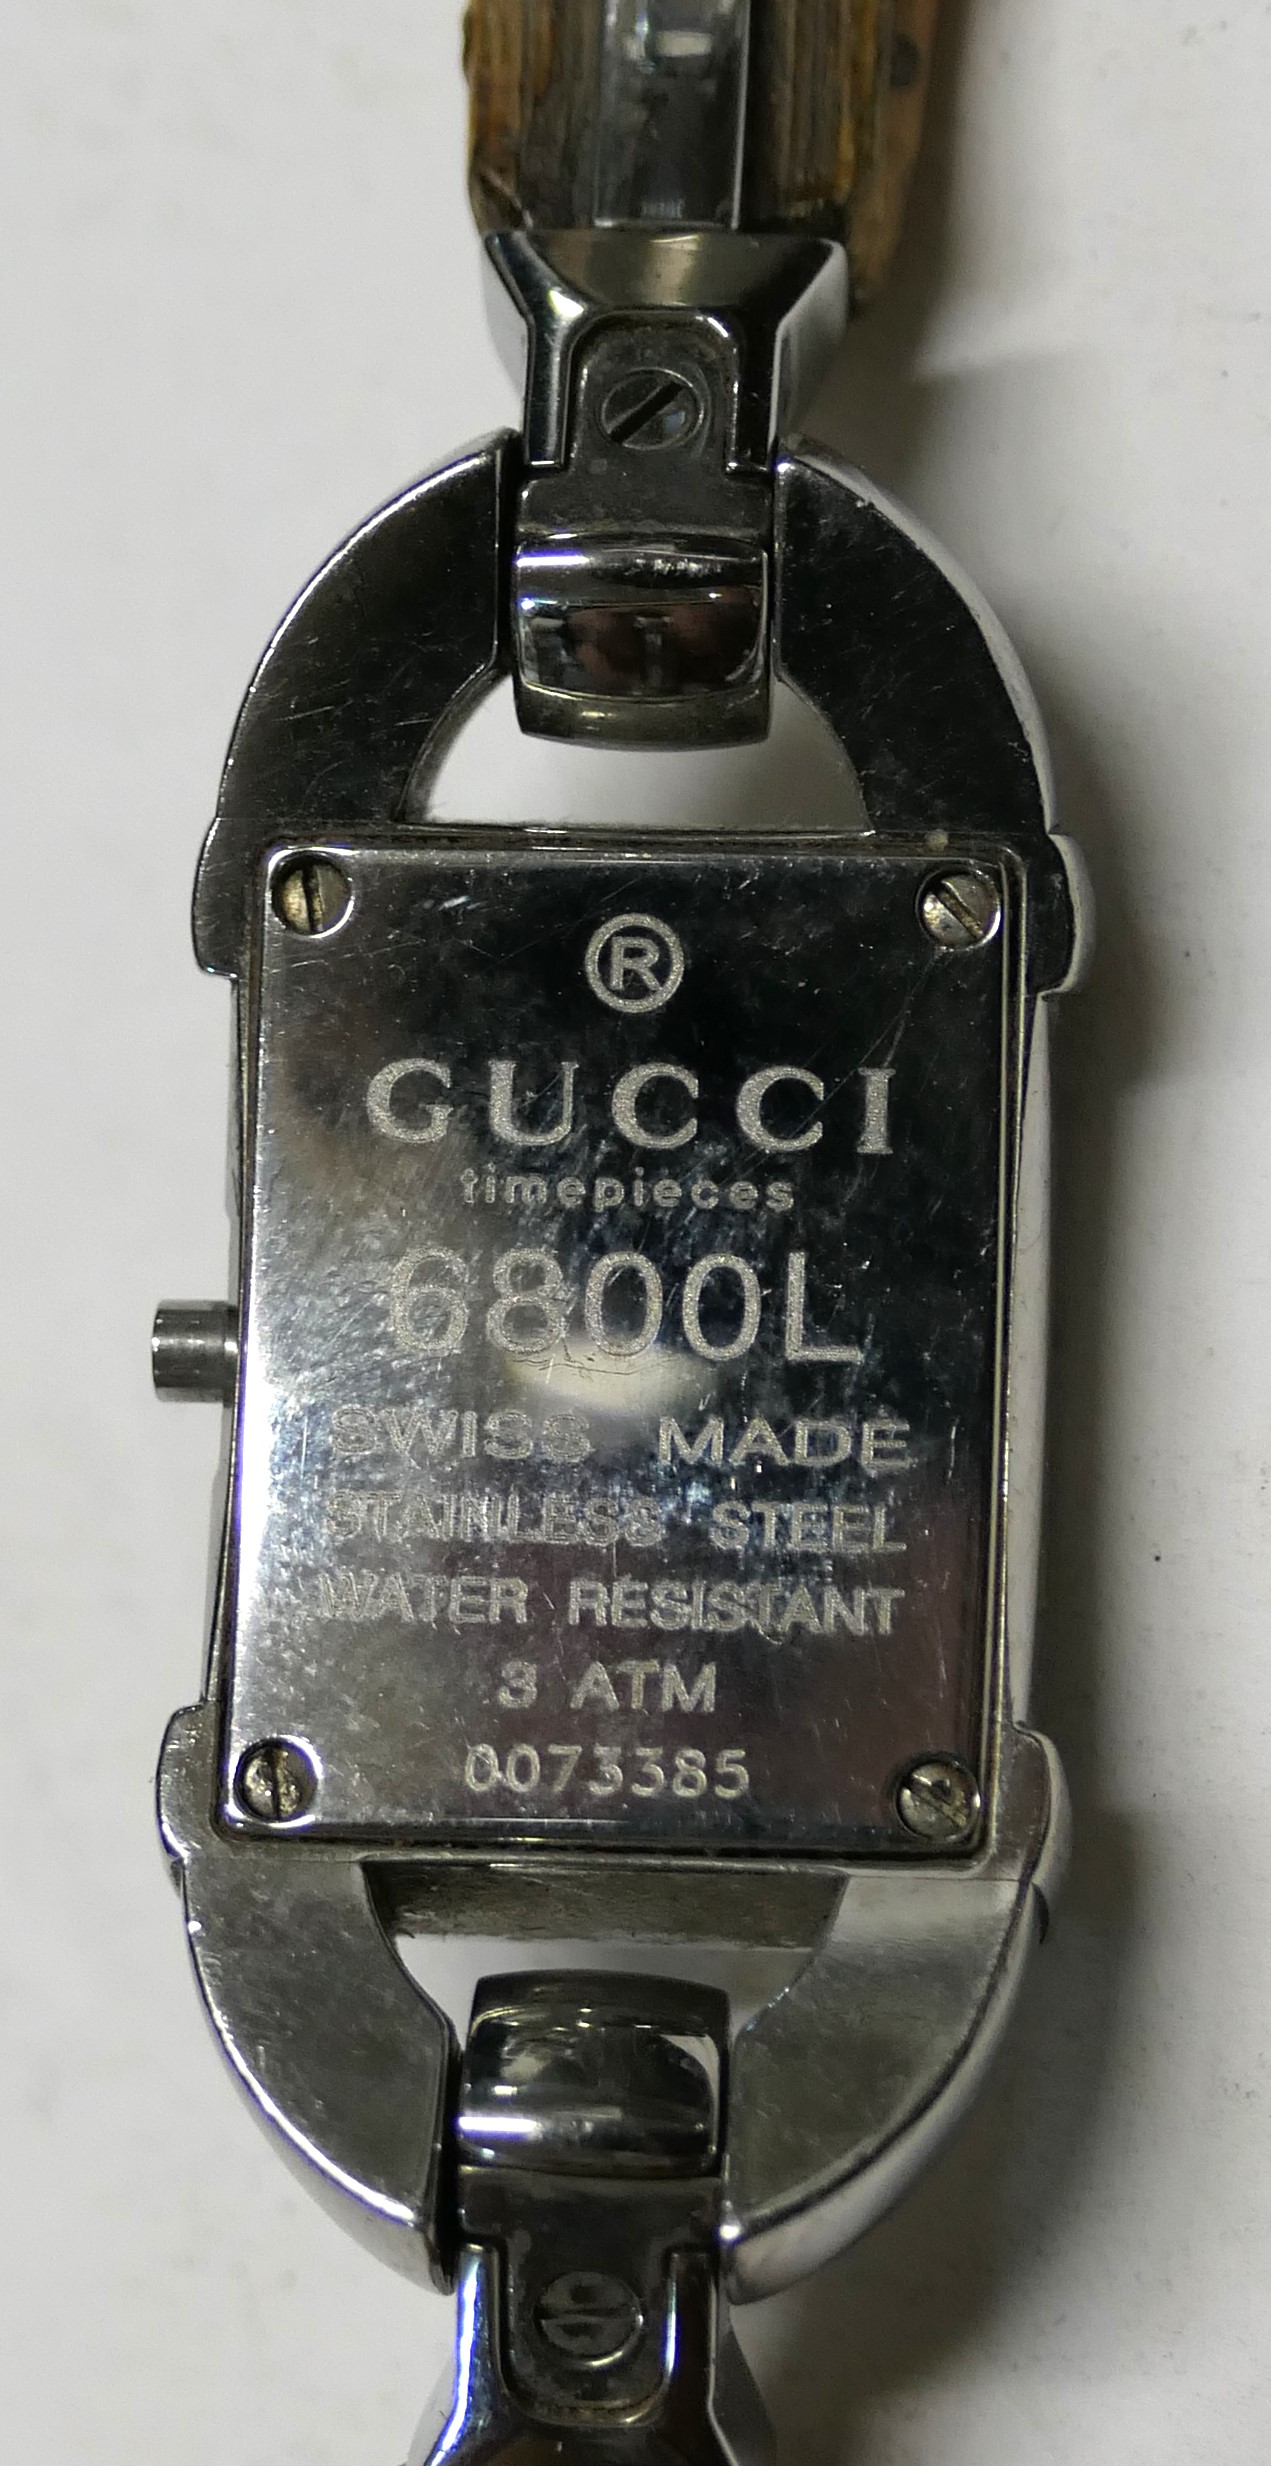 ®
GUCCI
timepieces
6800L
SWISS MADE
STAINLESS STEEL
WATER RESISTANT
3 ATM
0073385